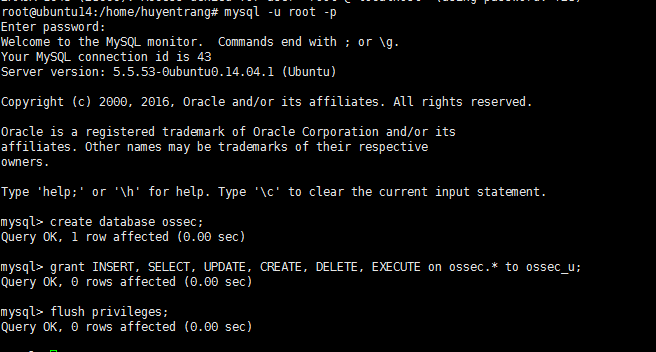 root@ubuntu14:/home/huyentrang# mysql -u root -p
Enter password:
Welcome to the MySQL monitor.  Commands end with ; or \g.
Your MySQL connection id is 43
Server version: 5.5.53-0ubuntu0.14.04.1 (Ubuntu)

Copyright (c) 2000, 2016, Oracle and/or its affiliates. All rights reserved.

Oracle is a registered trademark of Oracle Corporation and/or its
affiliates. Other names may be trademarks of their respective
owners.

Type 'help;' or '\h' for help. Type '\c' to clear the current input statement.

mysql> create database ossec;
Query OK, 1 row affected (0.00 sec)

mysql> grant INSERT, SELECT, UPDATE, CREATE, DELETE, EXECUTE on ossec.* to ossec_u;
Query OK, 0 rows affected (0.00 sec)

mysql> flush privileges;
Query OK, 0 rows affected (0.00 sec)